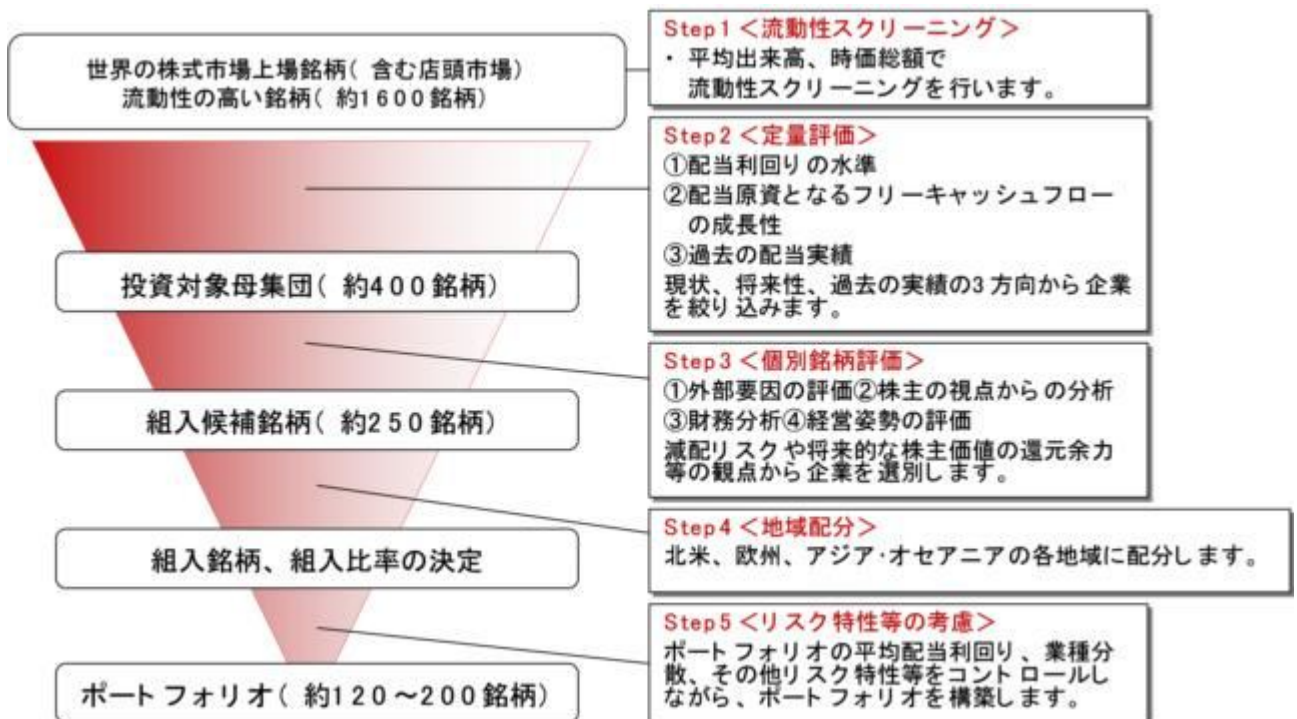 世界の株式市場上場銘柄(含む店頭市場)
流動性の高い銘柄(約1600銘柄)
Step1<流動性スクリーニング>
・平均出来高、時価総額で
流動性スクリーニングを行います。
Step2<定量評価>
①配当利回りの水準
②配当原資となるフリーキャッシュフロー
の成長性
③過去の配当実績
現状、将来性、過去の実績の3方向から企業
を絞り込みます。
投資対象母集団(約400銘柄)
Step3<個別銘柄評価>
①外部要因の評価②株主の視点からの分析
③財務分析④経営姿勢の評価
減配リスクや将来的な株主価値の還元余力
等の観点から企業を選別します。
組入候補銘柄(約250銘柄)
Step4<地域配分>
北米、欧州、アジア・オセアニアの各地域に配分します。
組入銘柄、組入比率の決定
Step5<リスク特性等の考慮>
ポートフォリオの平均配当利回り、業種分
散、その他リスク特性等をコントロールし
ながら、ポートフォリオを構築します。
ポートフォリオ(約120~200銘柄)